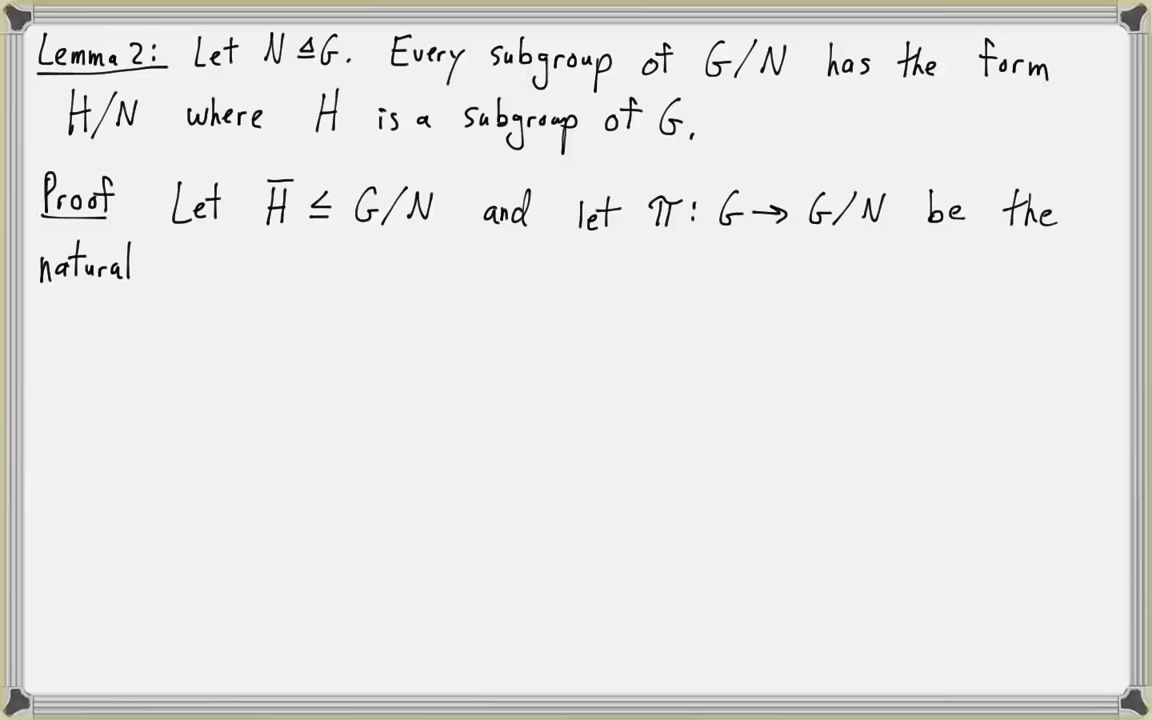 Lemma 2: Let N ⊴ G. Every subgroup of G/N has the form
H/N where H is a subgroup of G.
Proof Let H̅ ≤ G/N and let π: G → G/N be the
natural